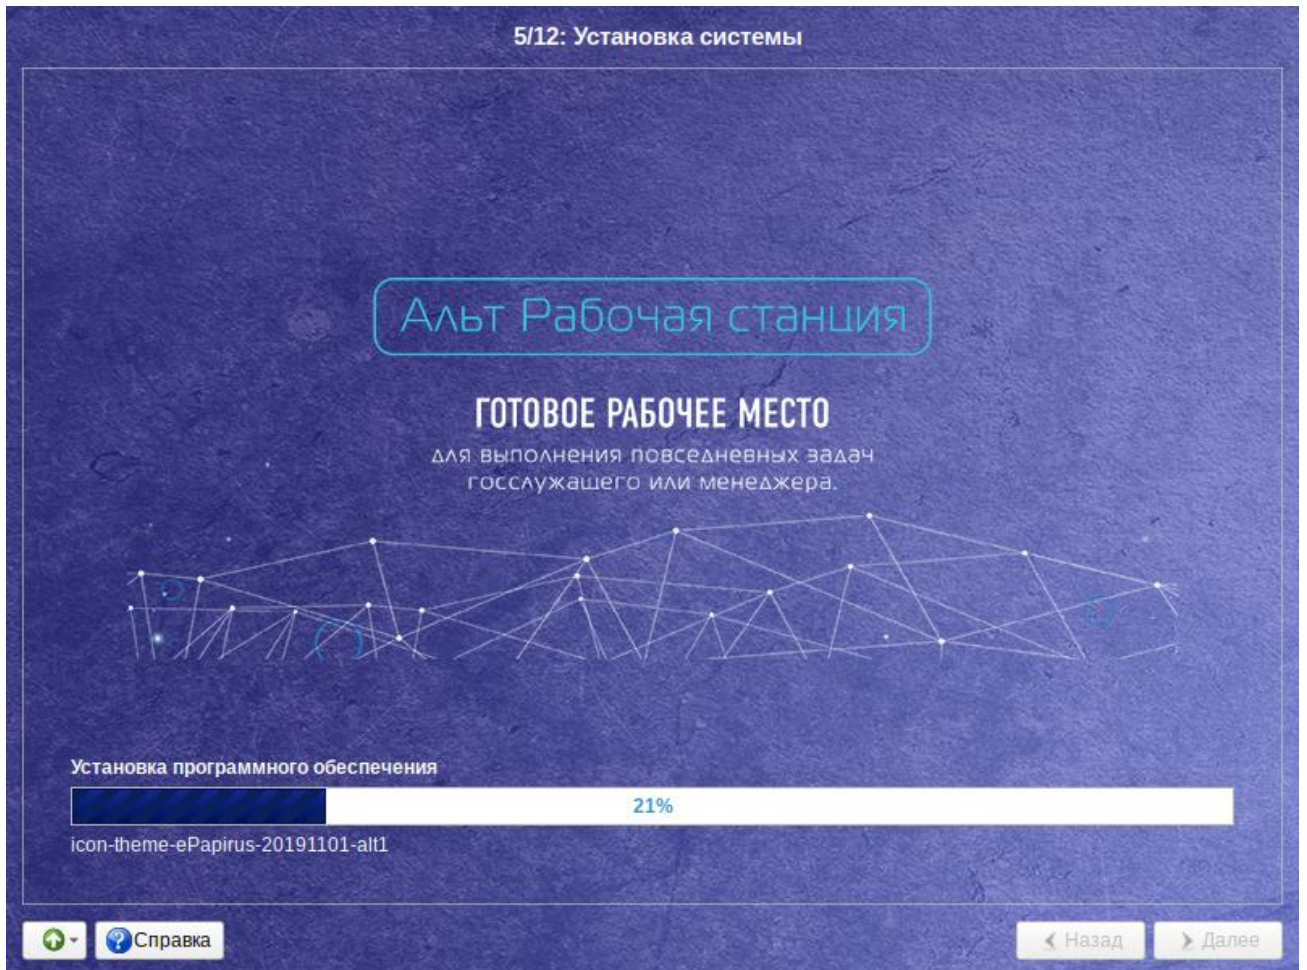 5/12: Установка системы
Альт Рабочая станция
ГОТОВОЕ РАБОЧЕЕ МЕСТО
для выполнения повседневных задач
госслужащего или менеджера.
Установка программного обеспечения
21%
icon-theme-ePapirus-20191101-alt1
Справка
Назад
Далее